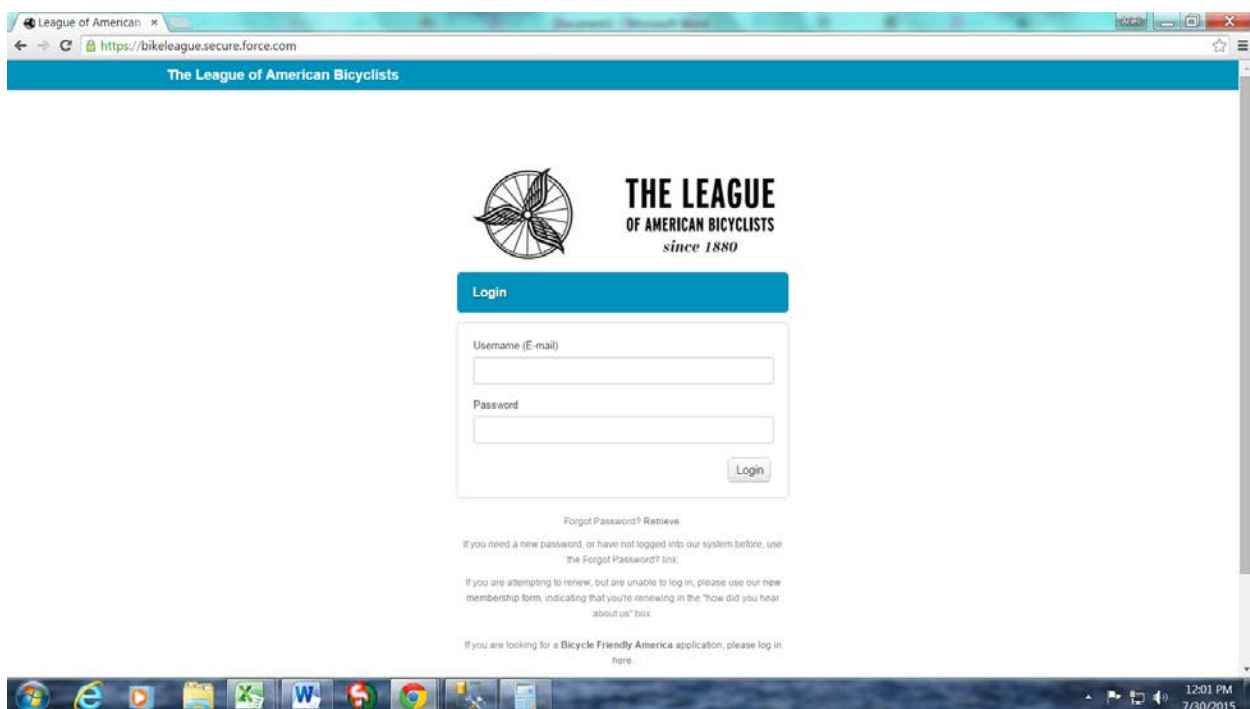 League of American
https://bikeleague.secure.force.com
The League of American Bicyclists
THE LEAGUE
OF AMERICAN BICYCLISTS
since 1880
Login
Username (E-mail)
Password
Login
Forgot Password? Retrieve.
If you need a new password, or have not logged into our system before, use
the Forgot Password? link.
If you are attempting to renew, but are unable to log in, please use our new
membership form, indicating that you're renewing in the "how did you hear
about us" box.
If you are looking for a Bicycle Friendly America application, please log in
here.
12:01 PM
7/30/2015